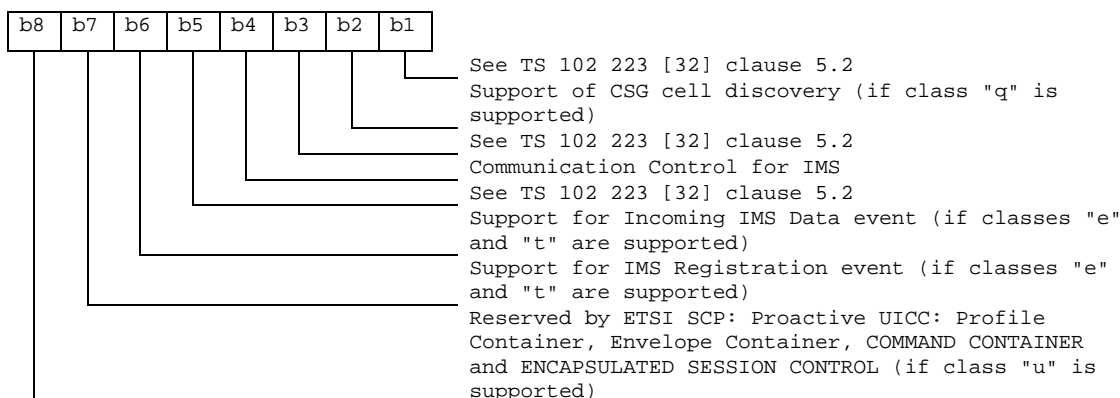 b8 b7 b6 b5 b4 b3 b2 b1
See TS 102 223 [32] clause 5.2
Support of CSG cell discovery (if class "q" is
supported)
See TS 102 223 [32] clause 5.2
Communication Control for IMS
See TS 102 223 [32] clause 5.2
Support for Incoming IMS Data event (if classes "e"
and "t" are supported)
Support for IMS Registration event (if classes "e"
and "t" are supported)
Reserved by ETSI SCP: Proactive UICC: Profile
Container, Envelope Container, COMMAND CONTAINER
and ENCAPSULATED SESSION CONTROL (if class "u" is
supported)